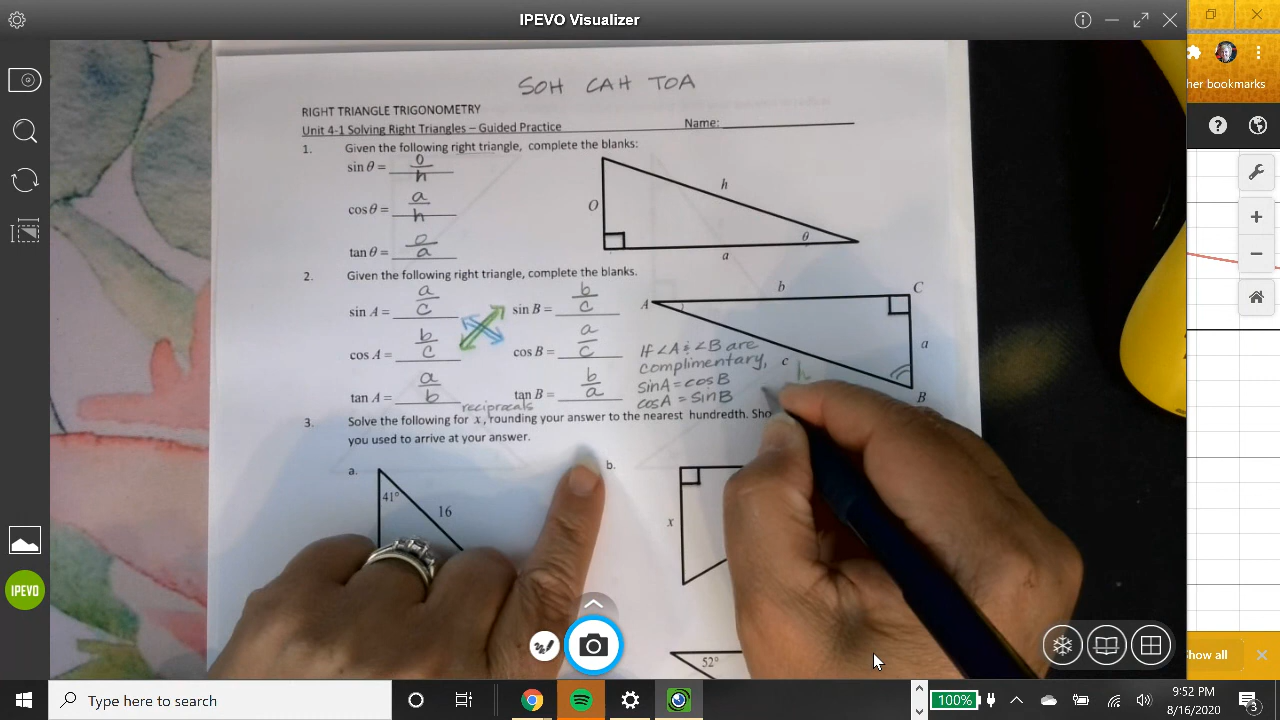 IPEVO Visualizer
her bookmarks
SOH CAH TOA
RIGHT TRIANGLE TRIGONOMETRY
Unit 4-1 Solving Right Triangles – Guided Practice
Name:
1. Given the following right triangle, complete the blanks:
sin θ = o/h
cos θ = a/h
tan θ = o/a
O
h
θ
a
2. Given the following right triangle, complete the blanks.
sin A = a/c
sin B = b/c
cos A = b/c
cos B = a/c
tan A = a/b
tan B = b/a
reciprocals
A
b
C
a
c
h
B
If ∠A & ∠B are
complimentary,
sinA = cosB
cosA = sinB
3. Solve the following for x, rounding your answer to the nearest hundredth. Sho
you used to arrive at your answer.
a.
41°
16
b.
x
52°
IPEVO
how all
Type here to search
100%
9:52 PM
8/16/2020
3